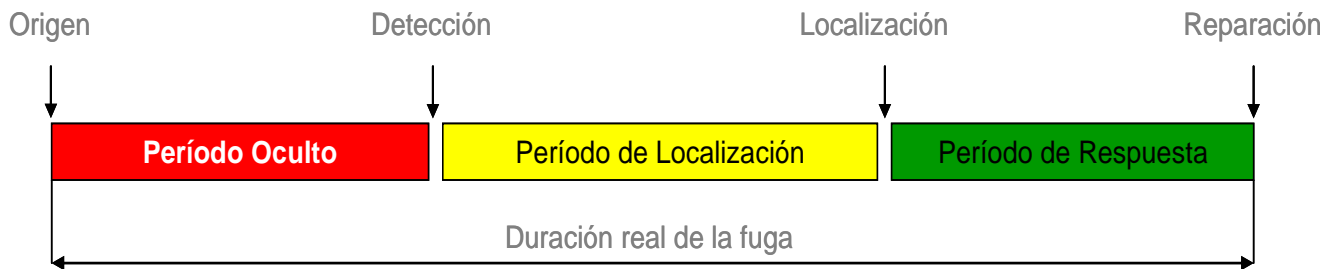 Origen
Detección
Localización
Reparación
Período Oculto
Período de Localización
Período de Respuesta
Duración real de la fuga